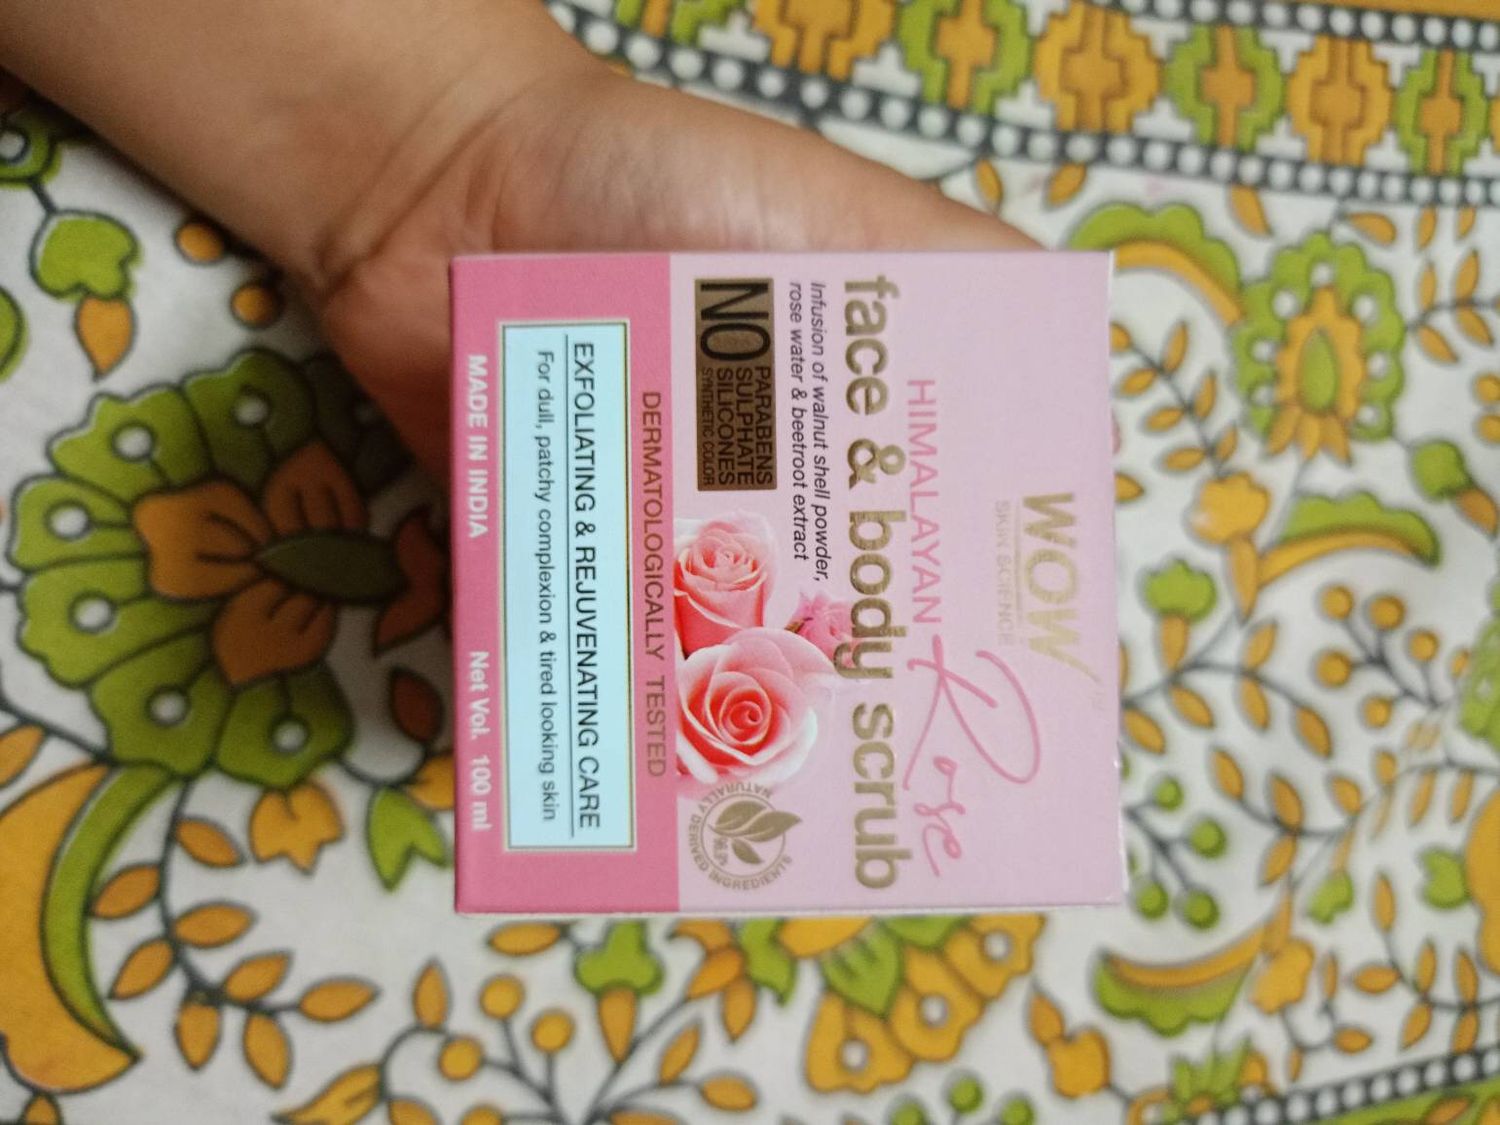 WOW
SKIN SCIENCE
HIMALAYAN Rose
face & body scrub
Infusion of walnut shell powder,
rose water & beetroot extract
NO PARABENS
SULPHATE
SILICONES
SYNTHETIC COLOR
NATURALLY DERIVED INGREDIENTS
DERMATOLOGICALLY TESTED
EXFOLIATING & REJUVENATING CARE
For dull, patchy complexion & tired looking skin
MADE IN INDIA Net Vol. 100 ml